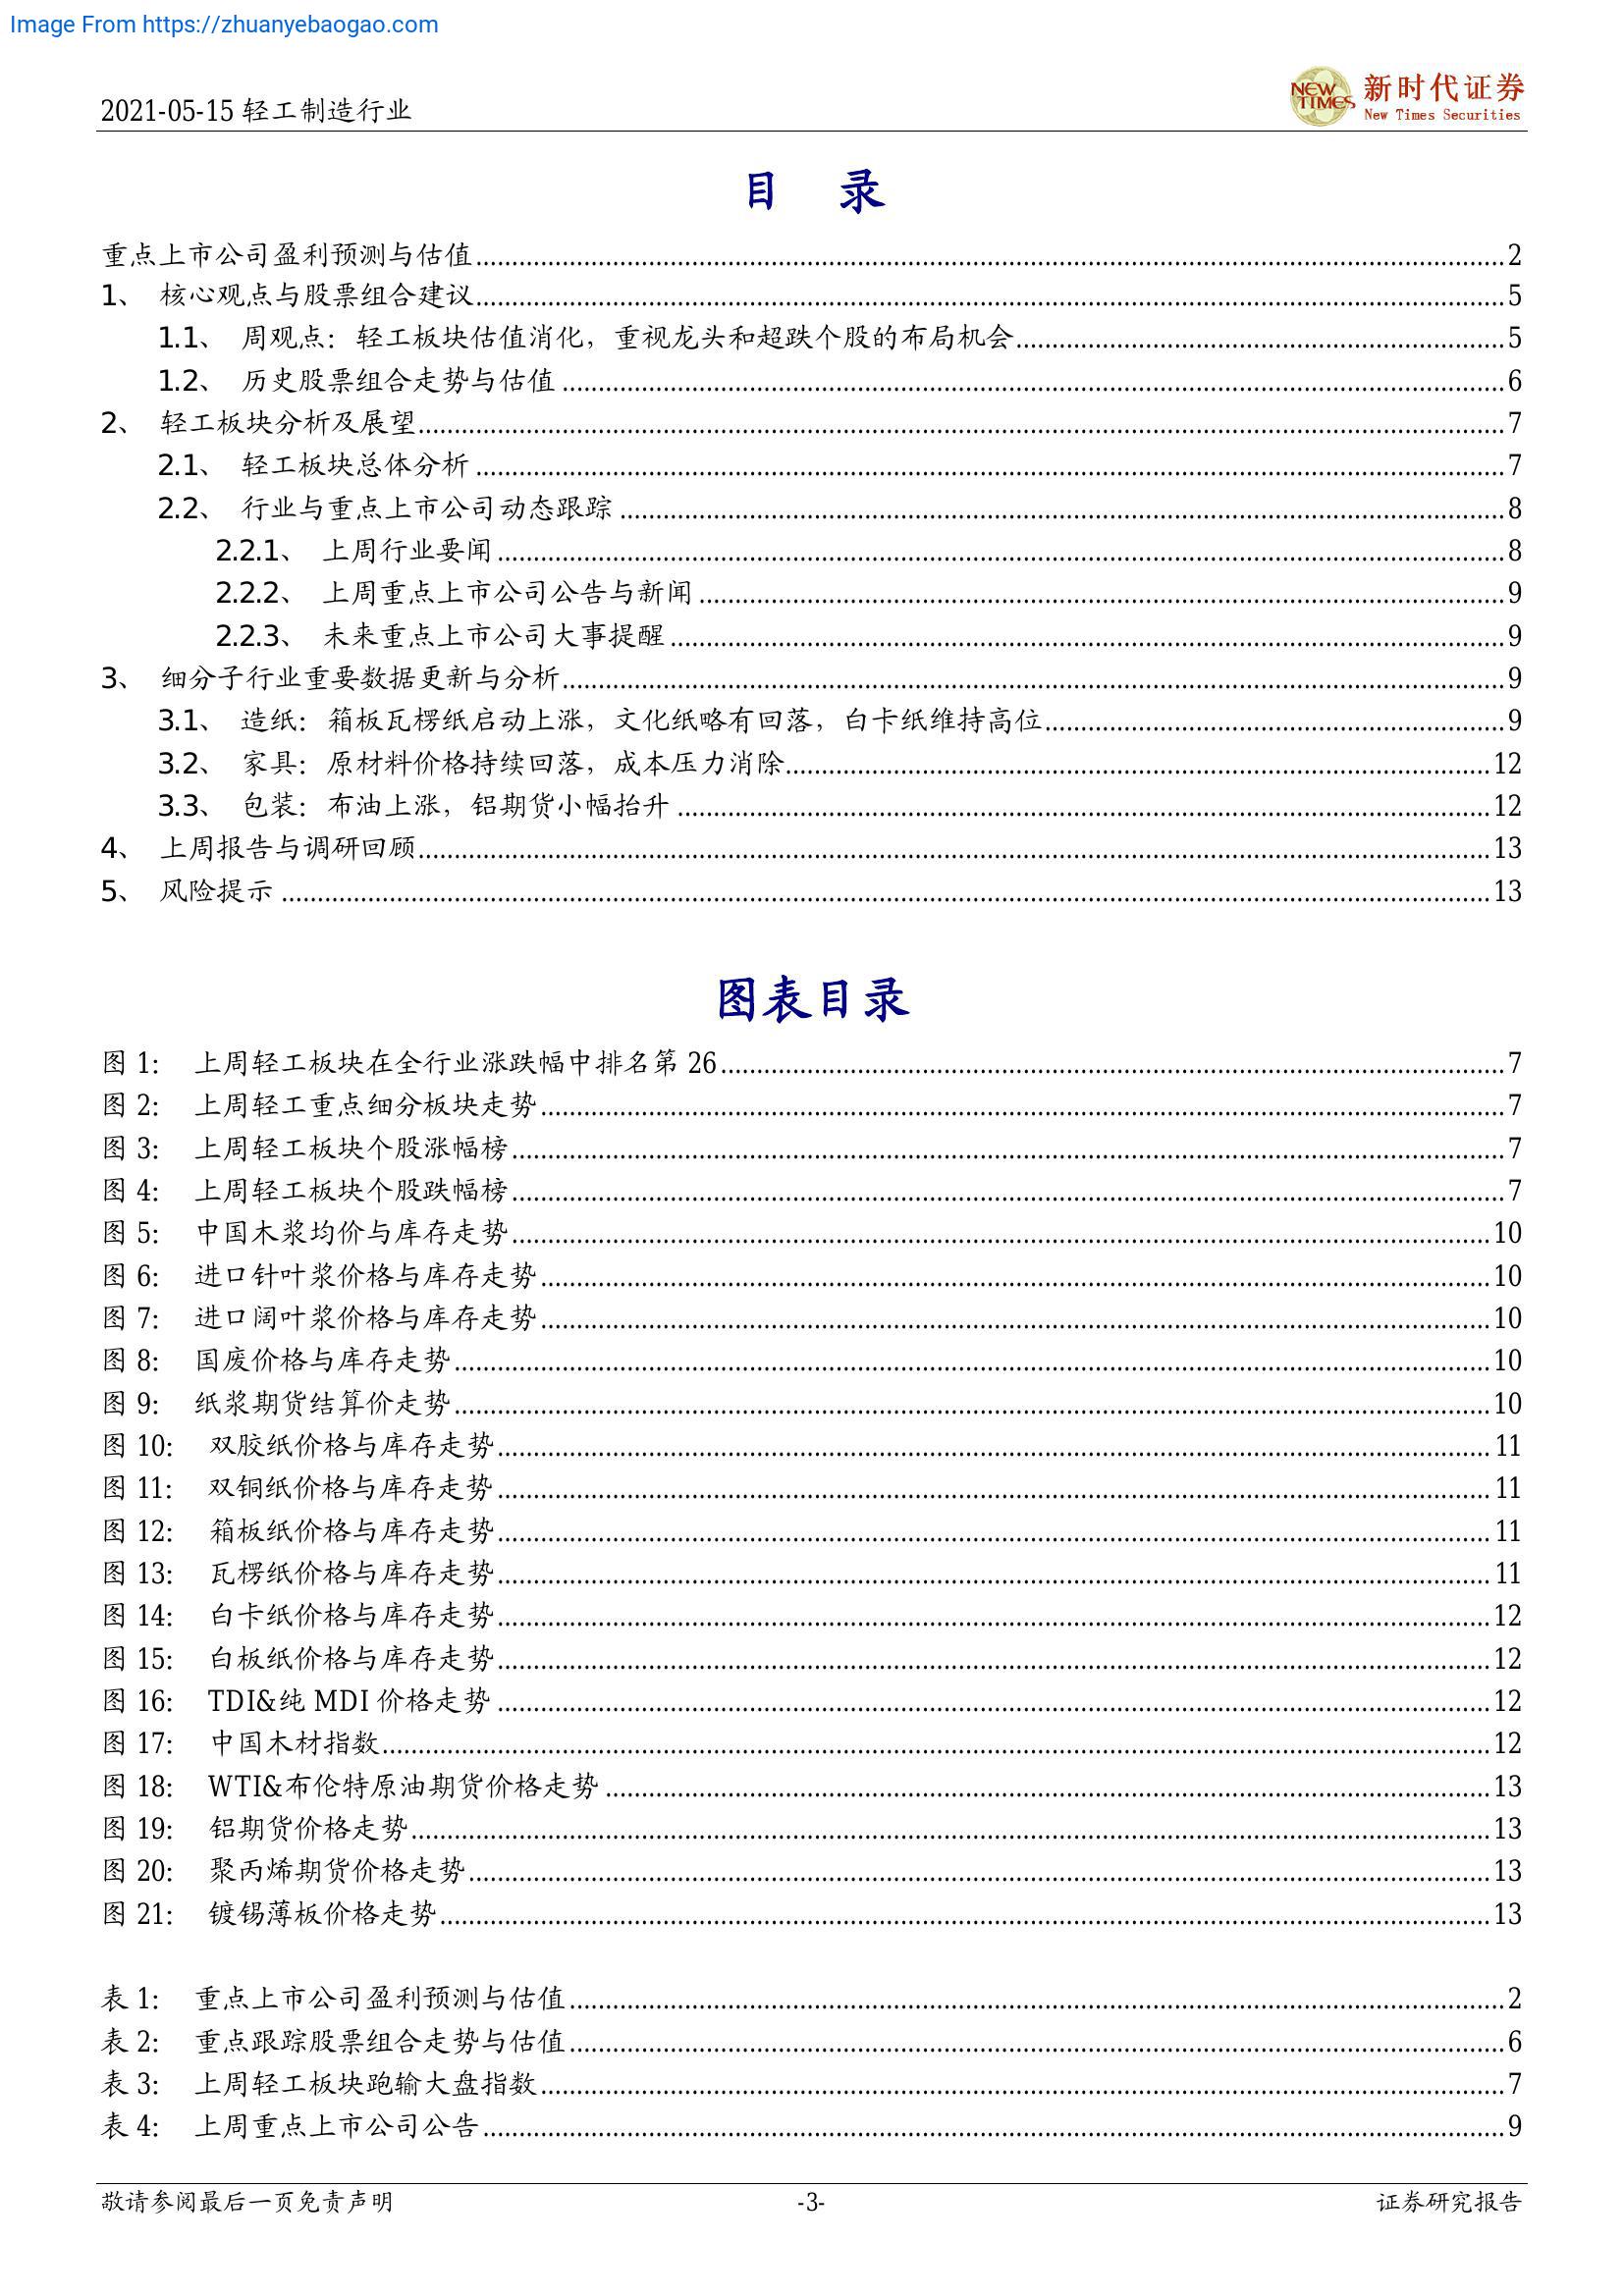 Image From https://zhuanyebaogao.com
2021-05-15 轻工制造行业
NEW TIMES
新时代证券
New Times Securities
目 录
重点上市公司盈利预测与估值 2
1、 核心观点与股票组合建议 5
1.1、 周观点：轻工板块估值消化，重视龙头和超跌个股的布局机会 5
1.2、 历史股票组合走势与估值 6
2、 轻工板块分析及展望 7
2.1、 轻工板块总体分析 7
2.2、 行业与重点上市公司动态跟踪 8
2.2.1、 上周行业要闻 8
2.2.2、 上周重点上市公司公告与新闻 9
2.2.3、 未来重点上市公司大事提醒 9
3、 细分子行业重要数据更新与分析 9
3.1、 造纸：箱板瓦楞纸启动上涨，文化纸略有回落，白卡纸维持高位 9
3.2、 家具：原材料价格持续回落，成本压力消除 12
3.3、 包装：布油上涨，铝期货小幅抬升 12
4、 上周报告与调研回顾 13
5、 风险提示 13
图表目录
图 1: 上周轻工板块在全行业涨跌幅中排名第 26 7
图 2: 上周轻工重点细分板块走势 7
图 3: 上周轻工板块个股涨幅榜 7
图 4: 上周轻工板块个股跌幅榜 7
图 5: 中国木浆均价与库存走势 10
图 6: 进口针叶浆价格与库存走势 10
图 7: 进口阔叶浆价格与库存走势 10
图 8: 国废价格与库存走势 10
图 9: 纸浆期货结算价走势 10
图 10: 双胶纸价格与库存走势 11
图 11: 双铜纸价格与库存走势 11
图 12: 箱板纸价格与库存走势 11
图 13: 瓦楞纸价格与库存走势 11
图 14: 白卡纸价格与库存走势 12
图 15: 白板纸价格与库存走势 12
图 16: TDI&纯 MDI 价格走势 12
图 17: 中国木材指数 12
图 18: WTI&布伦特原油期货价格走势 13
图 19: 铝期货价格走势 13
图 20: 聚丙烯期货价格走势 13
图 21: 镀锡薄板价格走势 13
表 1: 重点上市公司盈利预测与估值 2
表 2: 重点跟踪股票组合走势与估值 6
表 3: 上周轻工板块跑输大盘指数 7
表 4: 上周重点上市公司公告 9
敬请参阅最后一页免责声明 -3- 证券研究报告